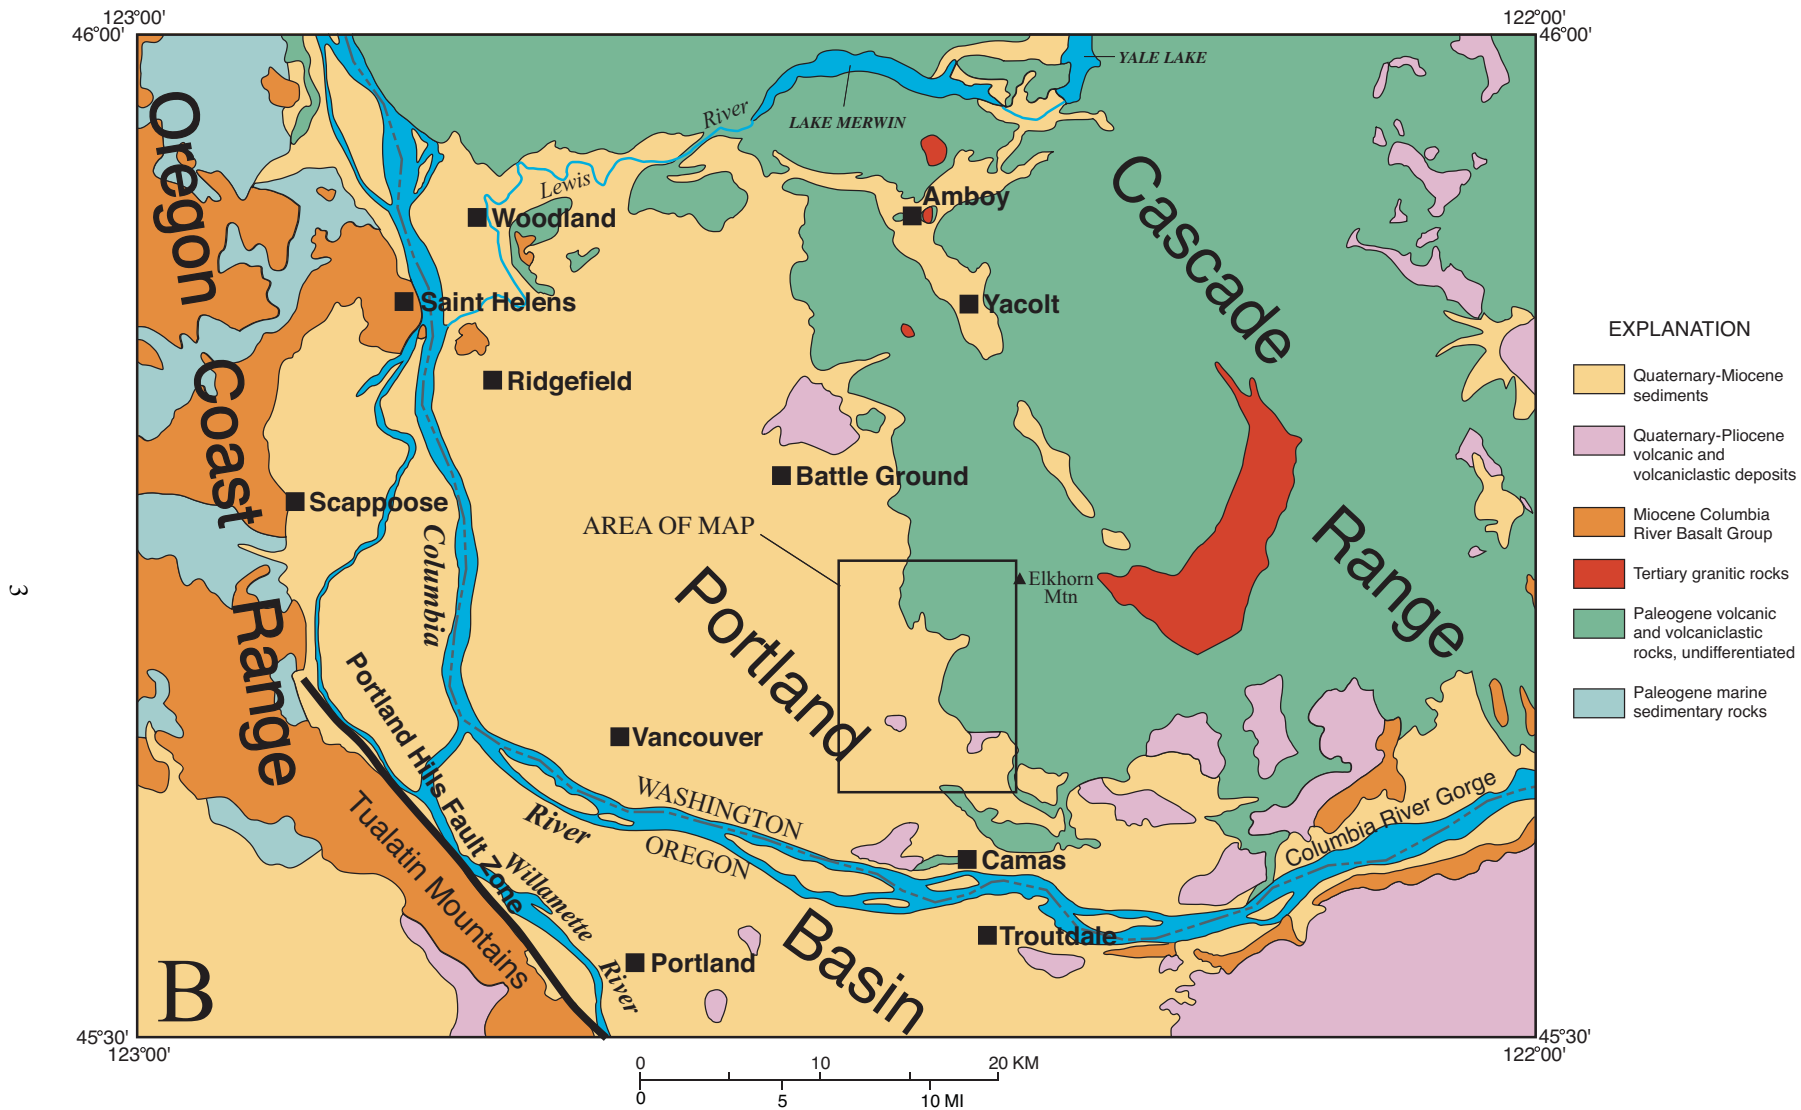 123°00'
122°00'
46°00'
46°00'
YALE LAKE
LAKE MERWIN
River
Lewis
Oregon
Coast
Range
Cascade
Range
Amboy
Woodland
Saint Helens
Yacolt
Ridgefield
Battle Ground
Scappoose
Columbia
River
AREA OF MAP
Elkhorn
Mtn
Portland
Basin
Portland Hills Fault Zone
Vancouver
WASHINGTON
OREGON
Tualatin Mountains
Willamette
River
Camas
Columbia River Gorge
Troutdale
Portland
B
3
45°30'
45°30'
123°00'
122°00'
0
10
20 KM
0
5
10 MI
EXPLANATION
Quaternary-Miocene
sediments
Quaternary-Pliocene
volcanic and
volcaniclastic deposits
Miocene Columbia
River Basalt Group
Tertiary granitic rocks
Paleogene volcanic
and volcaniclastic
rocks, undifferentiated
Paleogene marine
sedimentary rocks